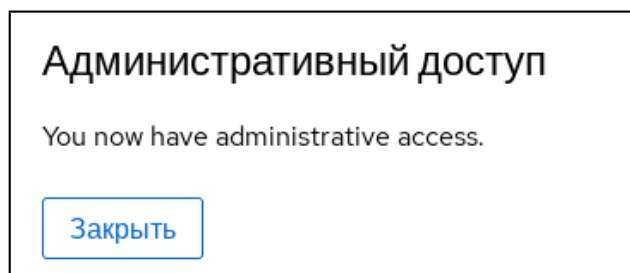 Административный доступ
You now have administrative access.
Закрыть